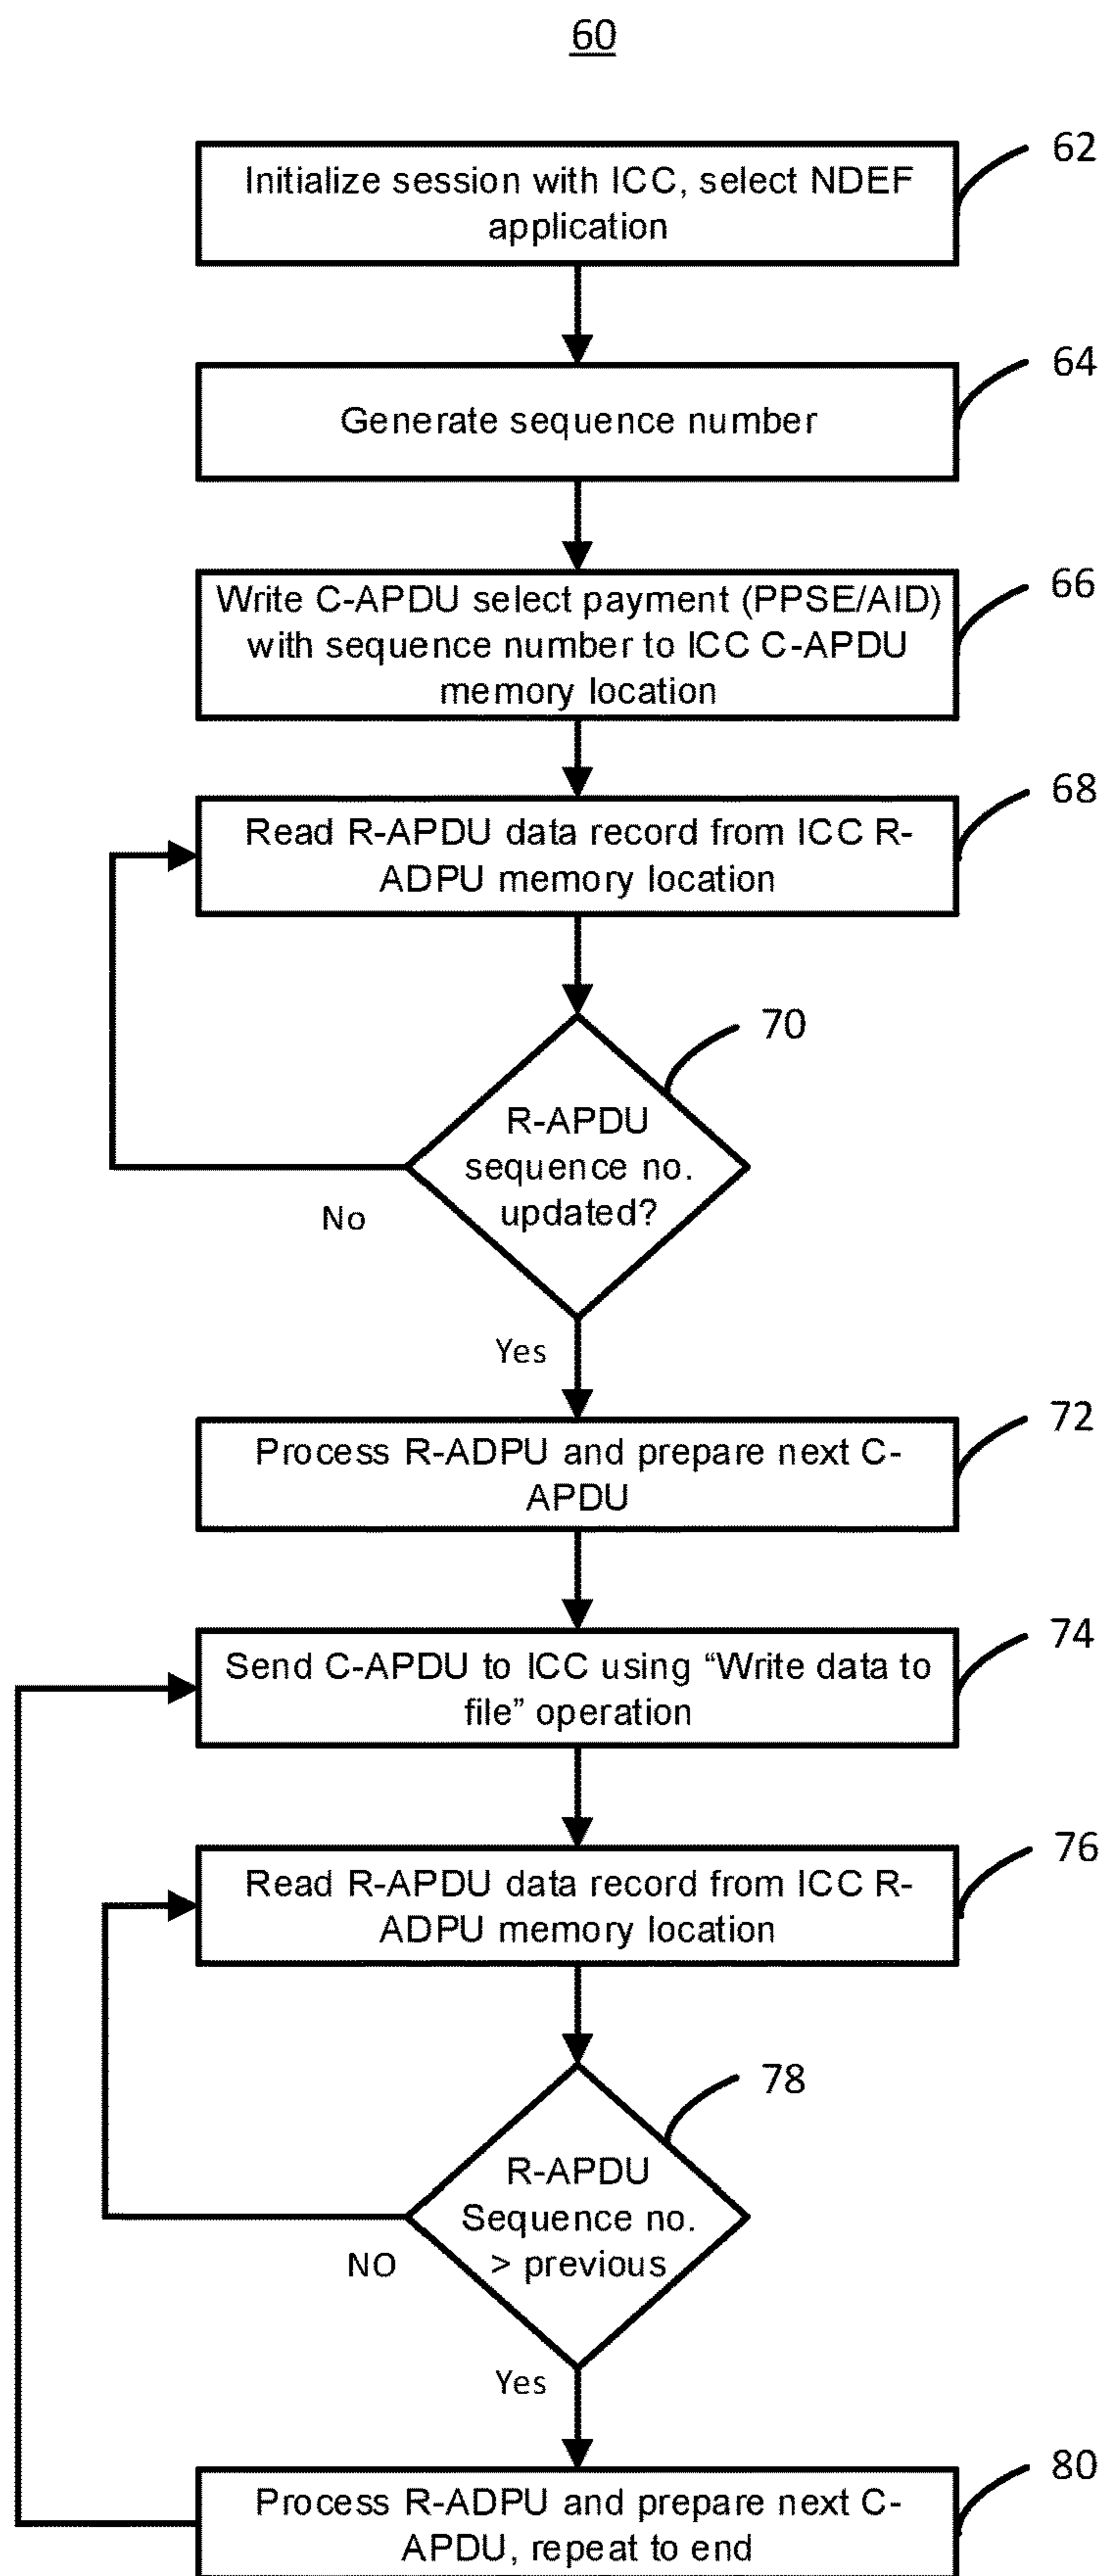 60
62
Initialize session with ICC, select NDEF
application
64
Generate sequence number
66
Write C-APDU select payment (PPSE/AID)
with sequence number to ICC C-APDU
memory location
68
Read R-APDU data record from ICC R-
ADPU memory location
70
R-APDU
sequence no.
updated?
No
Yes
72
Process R-ADPU and prepare next C-
APDU
74
Send C-APDU to ICC using “Write data to
file” operation
76
Read R-APDU data record from ICC R-
ADPU memory location
78
R-APDU
Sequence no.
> previous
NO
Yes
80
Process R-ADPU and prepare next C-
APDU, repeat to end